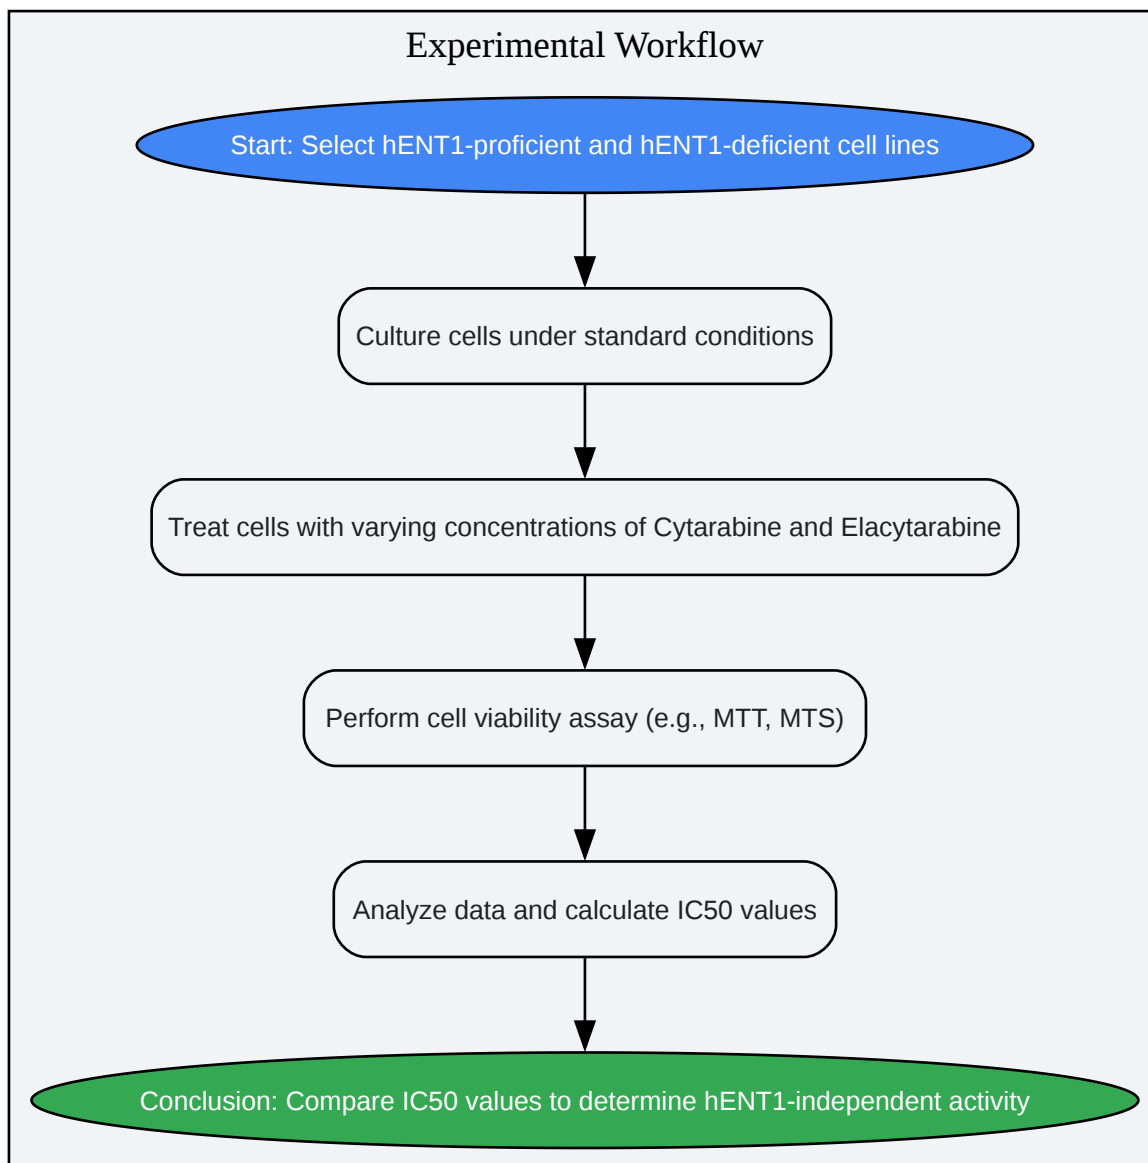 Experimental Workflow
Start: Select hENT1-proficient and hENT1-deficient cell lines
Culture cells under standard conditions
Treat cells with varying concentrations of Cytarabine and Elacytarabine
Perform cell viability assay (e.g., MTT, MTS)
Analyze data and calculate IC50 values
Conclusion: Compare IC50 values to determine hENT1-independent activity